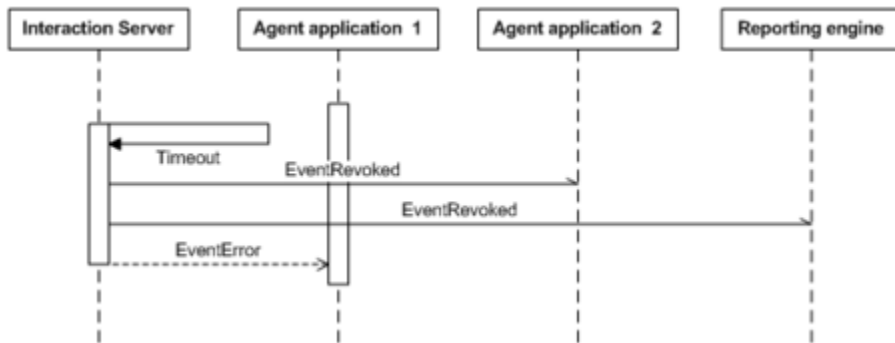 Interaction Server
Agent application 1
Agent application 2
Reporting engine
Timeout
EventRevoked
EventRevoked
EventError